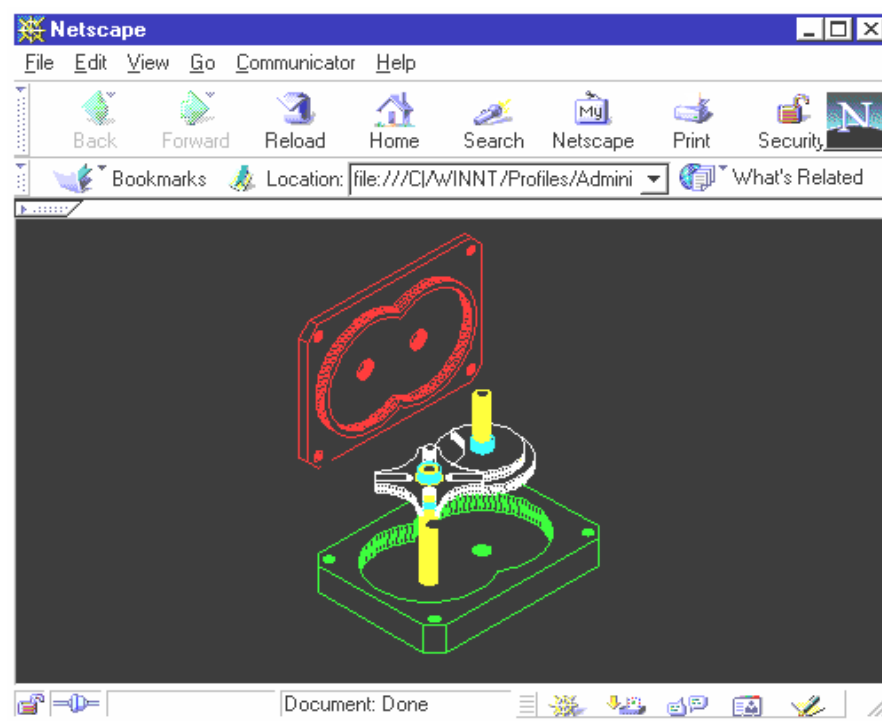 Netscape
File Edit View Go Communicator Help
My N
Back Forward Reload Home Search Netscape Print Security
Bookmarks Location: file:///C|/WINNT/Profiles/Admini What's Related
Document: Done